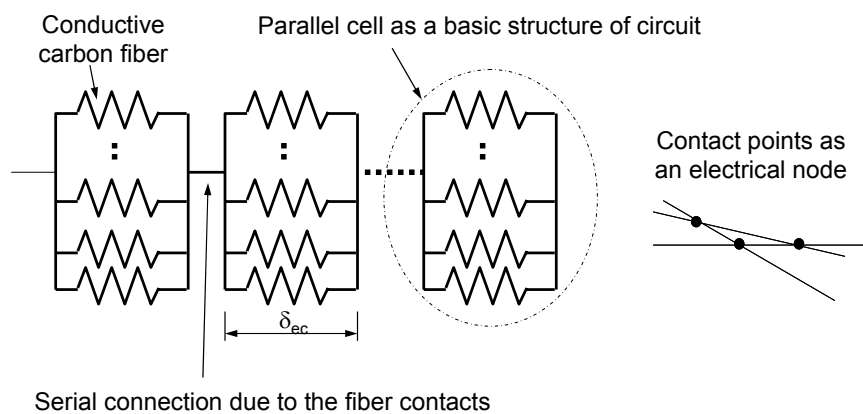 Conductive
carbon fiber
Parallel cell as a basic structure of circuit
Contact points as
an electrical node
δec
Serial connection due to the fiber contacts